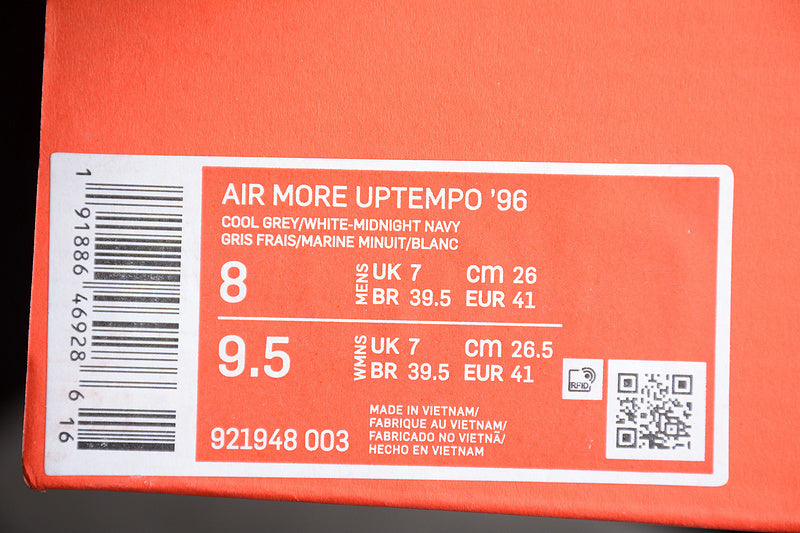 AIR MORE UPTEMPO '96
COOL GREY/WHITE-MIDNIGHT NAVY
GRIS FRAIS/MARINE MINUIT/BLANC
8 MENS UK 7 cm 26
BR 39.5 EUR 41
9.5 WMNS UK 7 cm 26.5
BR 39.5 EUR 41
RFID
921948 003
MADE IN VIETNAM/
FABRIQUE AU VIETNAM/
FABRICADO NO VIETNÃ/
HECHO EN VIETNAM
1 91886 46928 6 16